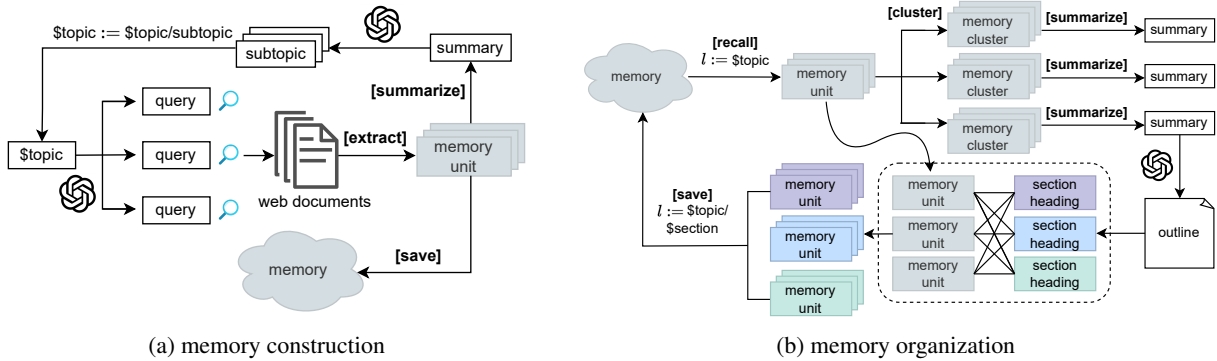 $topic := $topic/subtopic
subtopic
summary
query
[summarize]
$topic
query
[extract]
memory
unit
query
web documents
[save]
memory
(a) memory construction
[cluster]
memory
cluster
[summarize]
summary
[recall]
l := $topic
memory
memory
unit
memory
cluster
[summarize]
summary
memory
cluster
[summarize]
summary
[save]
l := $topic/
$section
memory
unit
memory
unit
memory
unit
memory
unit
memory
unit
memory
unit
section
heading
section
heading
section
heading
outline
(b) memory organization